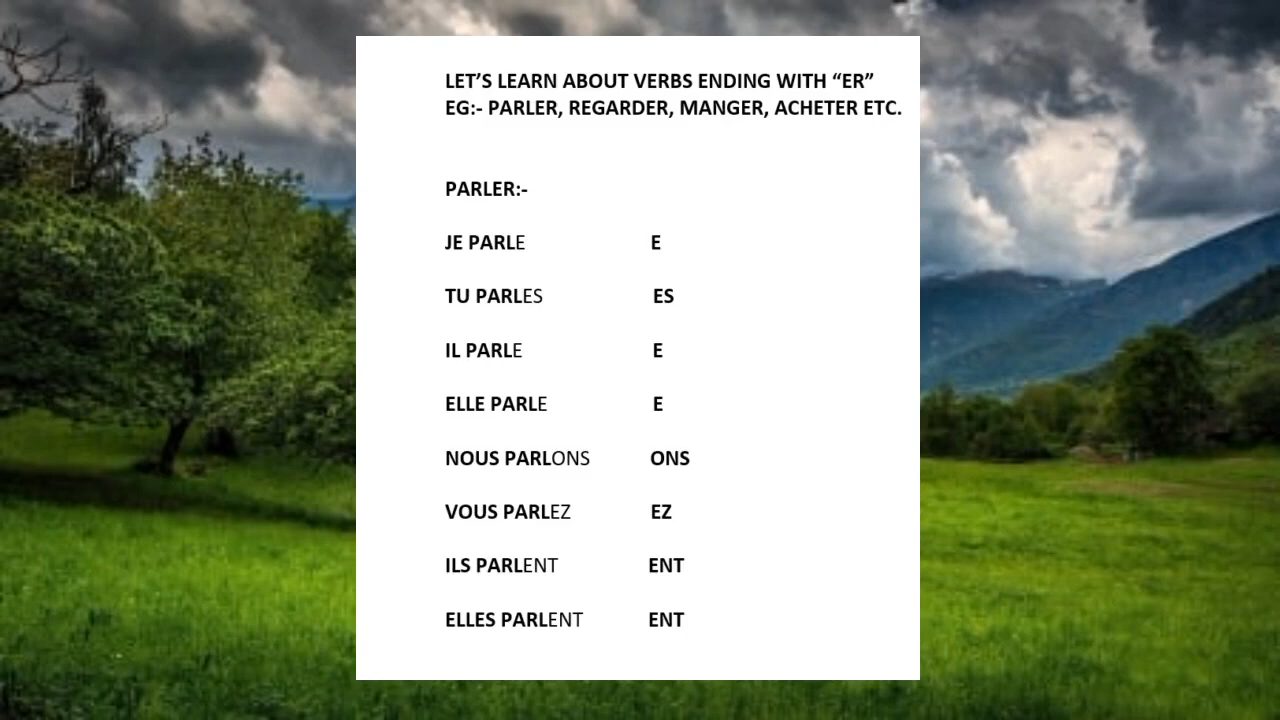 LET’S LEARN ABOUT VERBS ENDING WITH “ER”
EG:- PARLER, REGARDER, MANGER, ACHETER ETC.
PARLER:-
JE PARLE E
TU PARLES ES
IL PARLE E
ELLE PARLE E
NOUS PARLONS ONS
VOUS PARLEZ EZ
ILS PARLENT ENT
ELLES PARLENT ENT